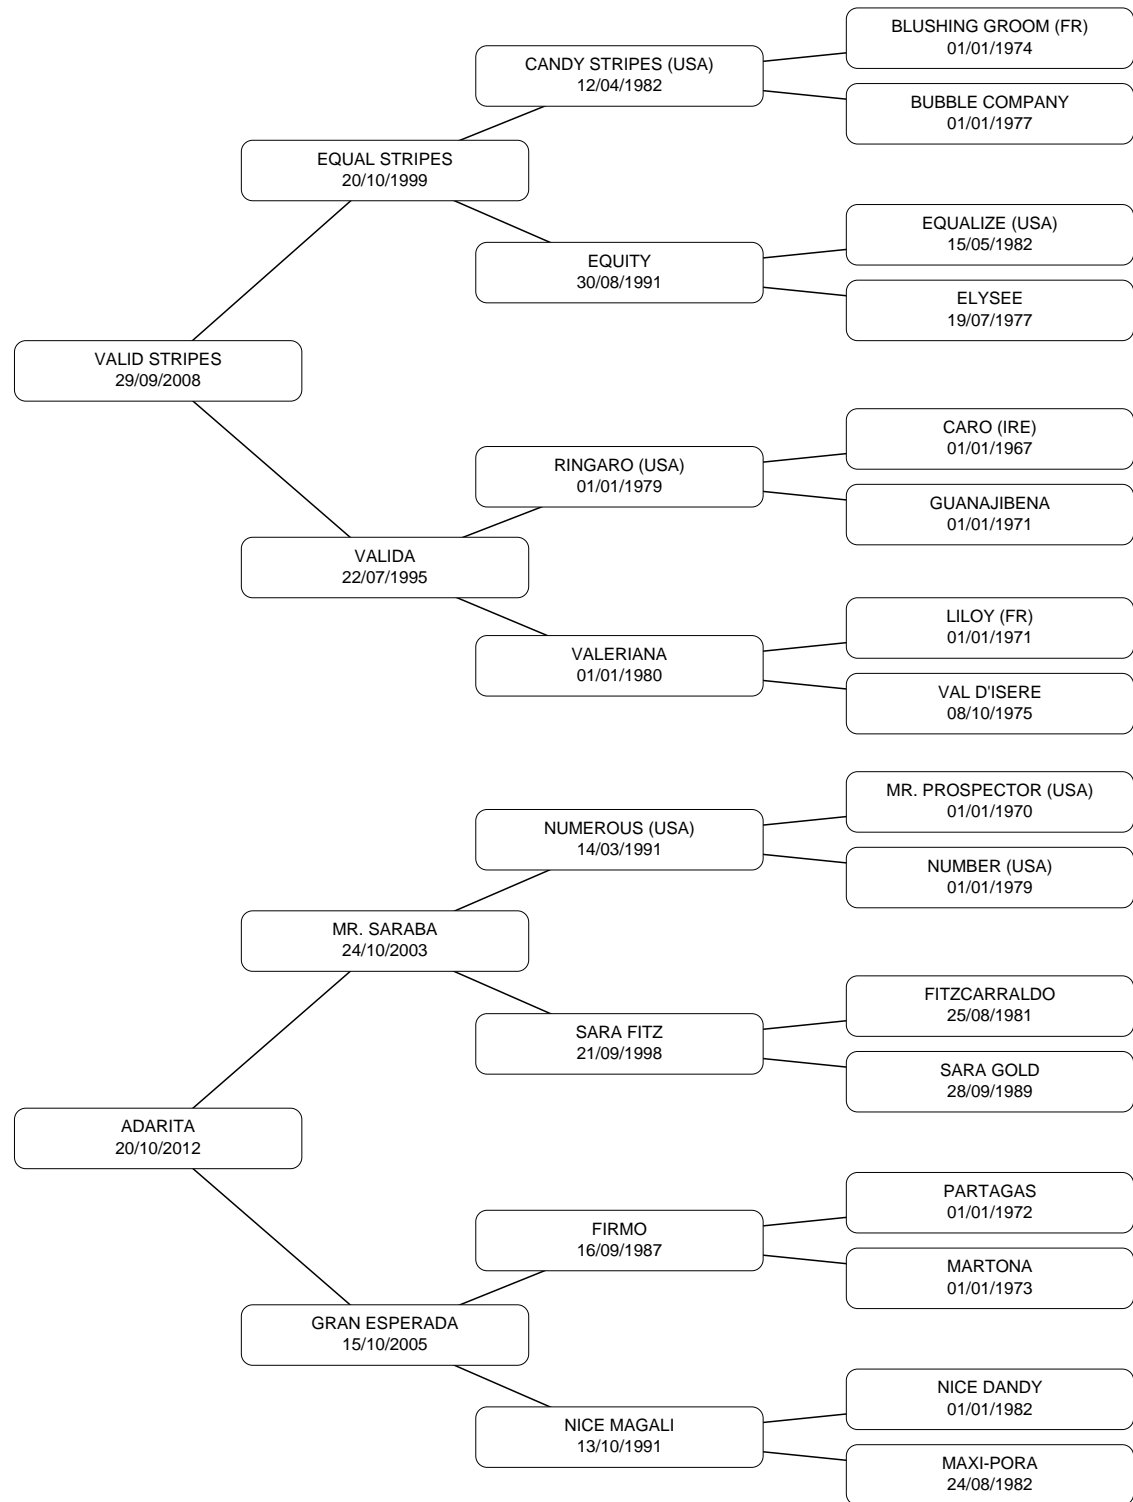 BLUSHING GROOM (FR)
01/01/1974
CANDY STRIPES (USA)
12/04/1982
BUBBLE COMPANY
01/01/1977
EQUAL STRIPES
20/10/1999
EQUALIZE (USA)
15/05/1982
EQUITY
30/08/1991
ELYSEE
19/07/1977
VALID STRIPES
29/09/2008
CARO (IRE)
01/01/1967
RINGARO (USA)
01/01/1979
GUANAJIBENA
01/01/1971
VALIDA
22/07/1995
LILOY (FR)
01/01/1971
VALERIANA
01/01/1980
VAL D'ISERE
08/10/1975
MR. PROSPECTOR (USA)
01/01/1970
NUMEROUS (USA)
14/03/1991
NUMBER (USA)
01/01/1979
MR. SARABA
24/10/2003
FITZCARRALDO
25/08/1981
SARA FITZ
21/09/1998
SARA GOLD
28/09/1989
ADARITA
20/10/2012
PARTAGAS
01/01/1972
FIRMO
16/09/1987
MARTONA
01/01/1973
GRAN ESPERADA
15/10/2005
NICE DANDY
01/01/1982
NICE MAGALI
13/10/1991
MAXI-PORA
24/08/1982